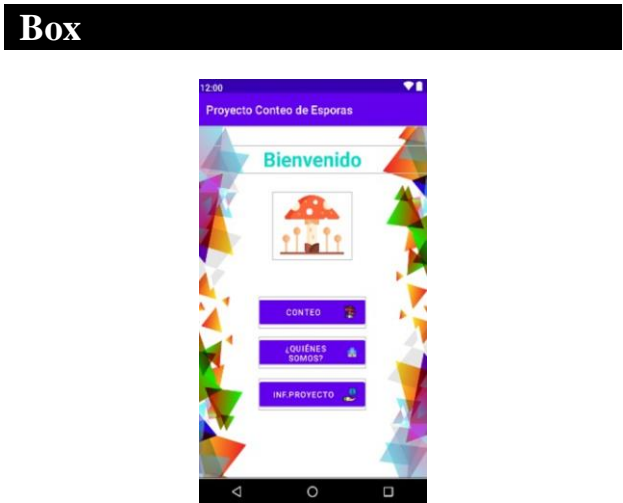 Box
12:00
Proyecto Conteo de Esporas
Bienvenido
CONTEO
¿QUIÉNES
SOMOS?
INF.PROYECTO